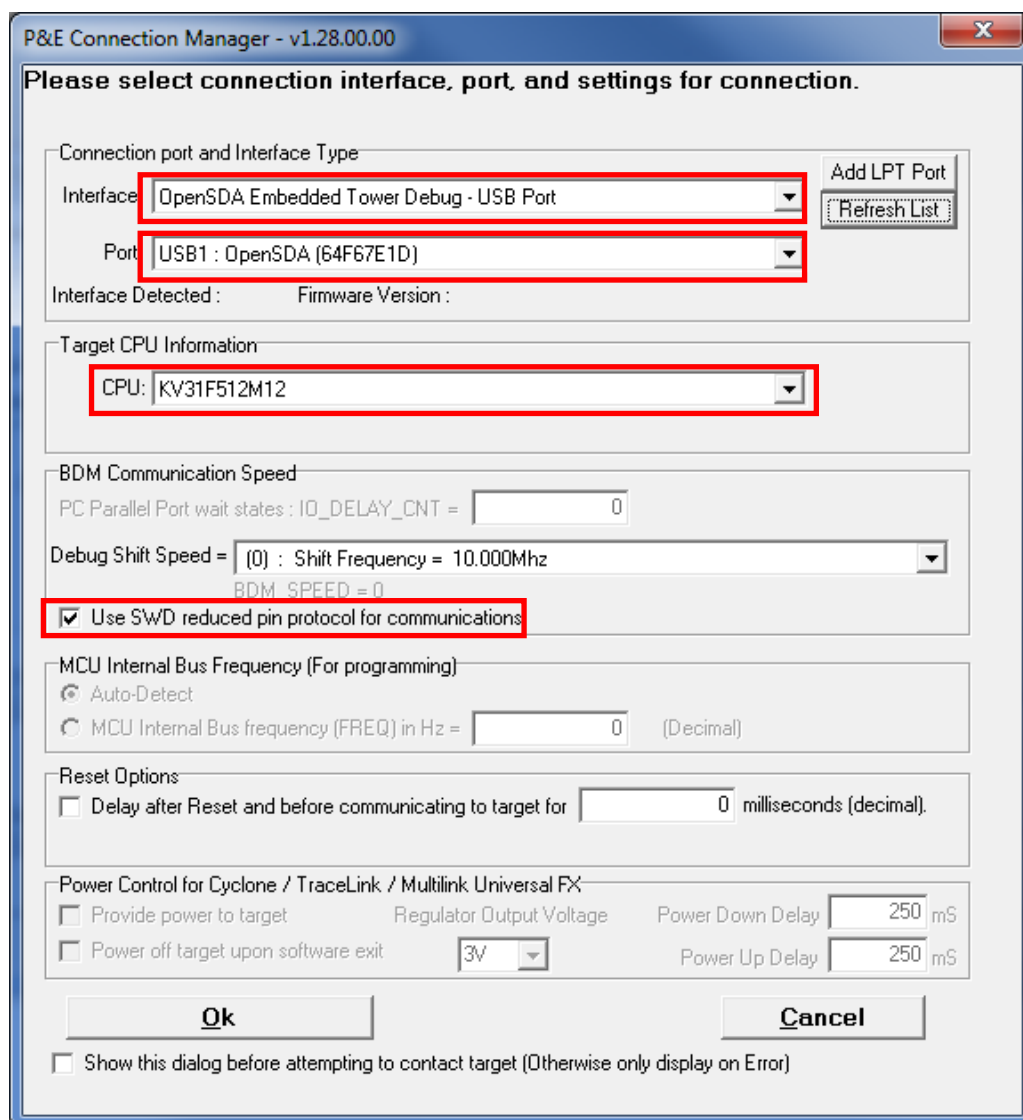 P&E Connection Manager - v1.28.00.00
X
Please select connection interface, port, and settings for connection.
Connection port and Interface Type
Add LPT Port
Interface OpenSDA Embedded Tower Debug - USB Port
Refresh List
Port USB1 : OpenSDA (64F67E1D)
Interface Detected : Firmware Version :
Target CPU Information
CPU: KV31F512M12
BDM Communication Speed
PC Parallel Port wait states : IO_DELAY_CNT = 0
Debug Shift Speed = (0) : Shift Frequency = 10.000Mhz
BDM_SPEED = 0
Use SWD reduced pin protocol for communications
MCU Internal Bus Frequency (For programming)
Auto-Detect
MCU Internal Bus frequency (FREQ) in Hz = 0 (Decimal)
Reset Options
Delay after Reset and before communicating to target for 0 milliseconds (decimal).
Power Control for Cyclone / TraceLink / Multilink Universal FX
Provide power to target Regulator Output Voltage Power Down Delay 250 mS
Power off target upon software exit 3V Power Up Delay 250 mS
Ok Cancel
Show this dialog before attempting to contact target (Otherwise only display on Error)